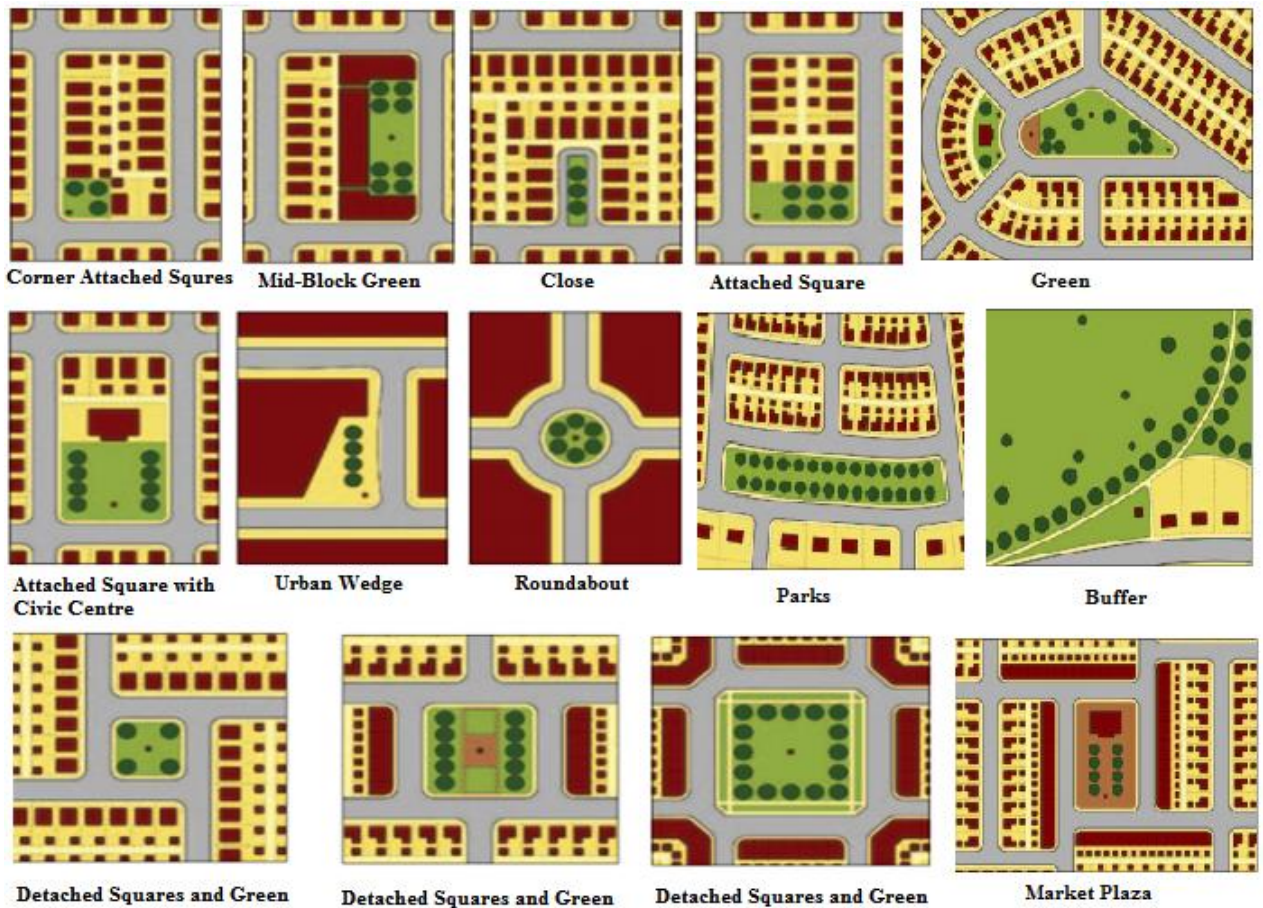 Corner Attached Squres
Mid-Block Green
Close
Attached Square
Green
Attached Square with
Civic Centre
Urban Wedge
Roundabout
Parks
Buffer
Detached Squares and Green
Detached Squares and Green
Detached Squares and Green
Market Plaza